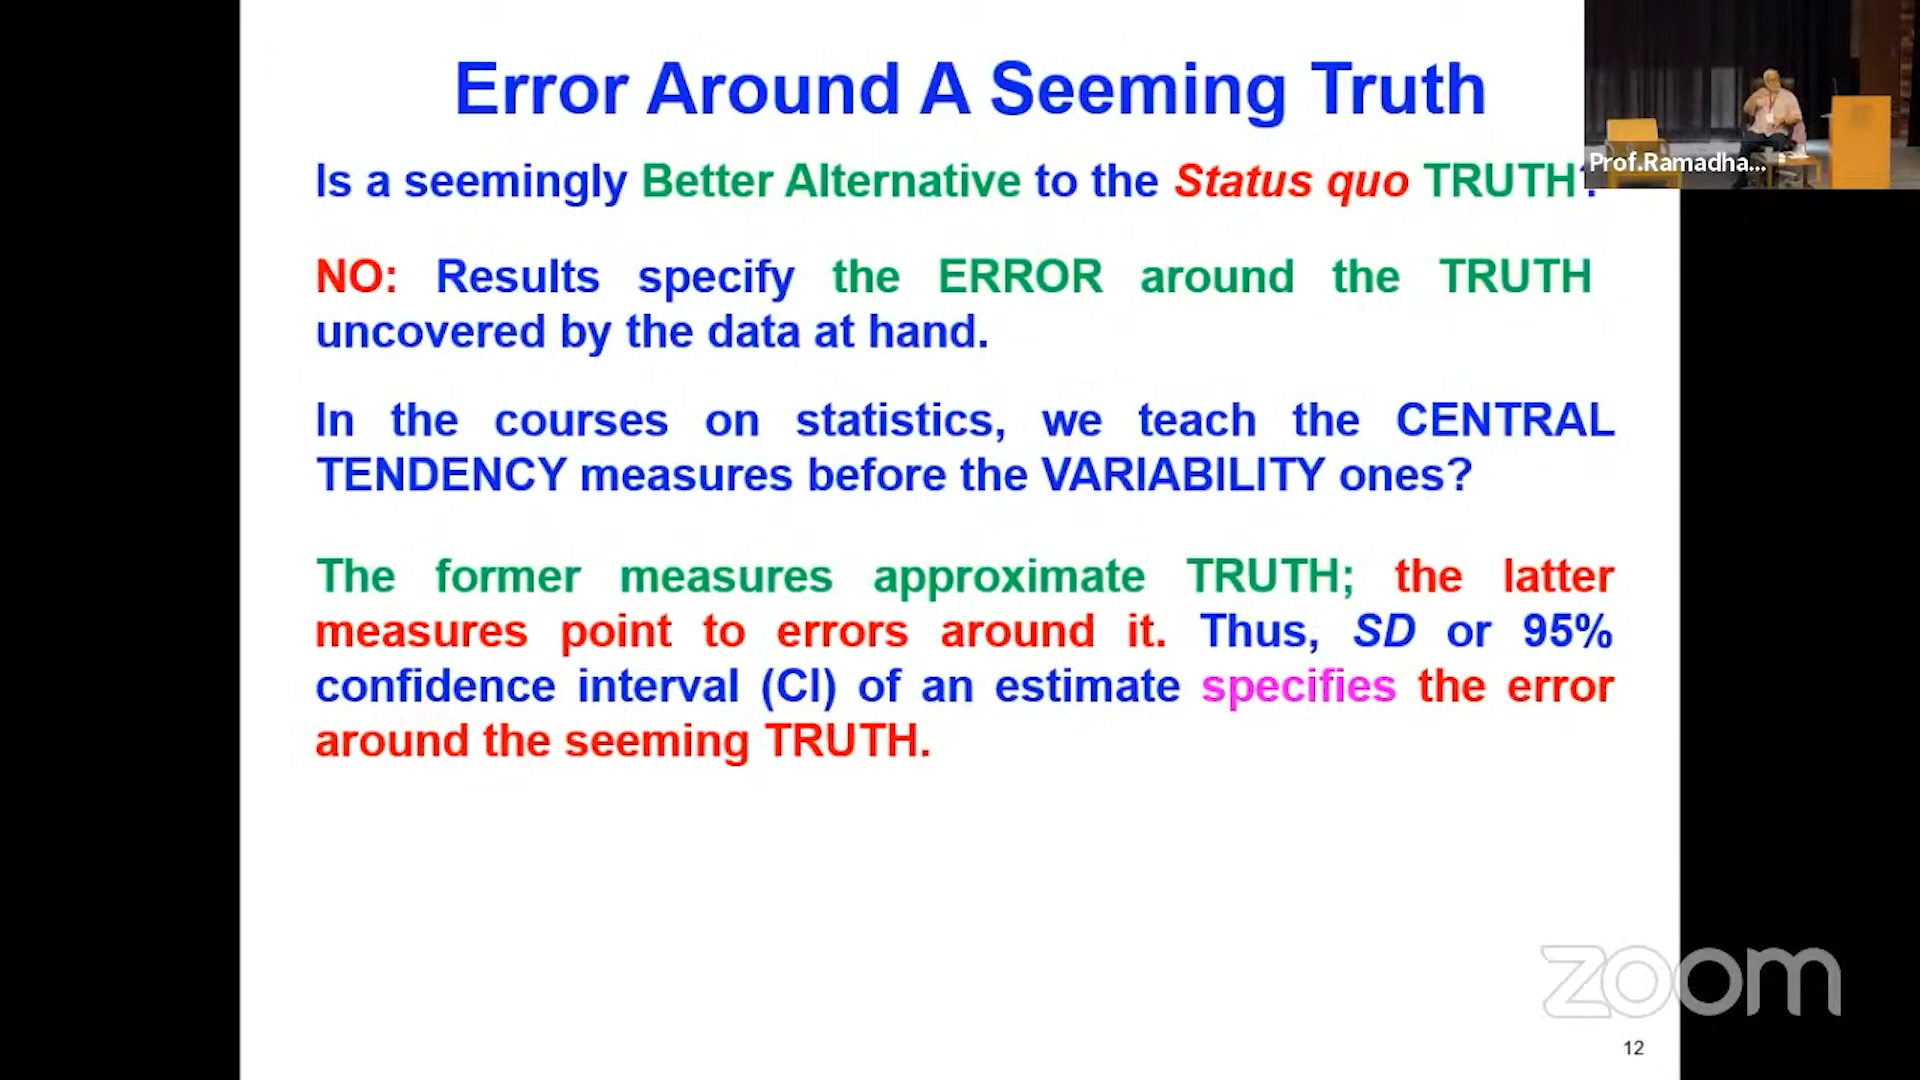 Error Around A Seeming Truth
Prof.Ramadha...
Is a seemingly Better Alternative to the Status quo TRUTH?
NO: Results specify the ERROR around the TRUTH
uncovered by the data at hand.
In the courses on statistics, we teach the CENTRAL
TENDENCY measures before the VARIABILITY ones?
The former measures approximate TRUTH; the latter
measures point to errors around it. Thus, SD or 95%
confidence interval (CI) of an estimate specifies the error
around the seeming TRUTH.
zoom
12